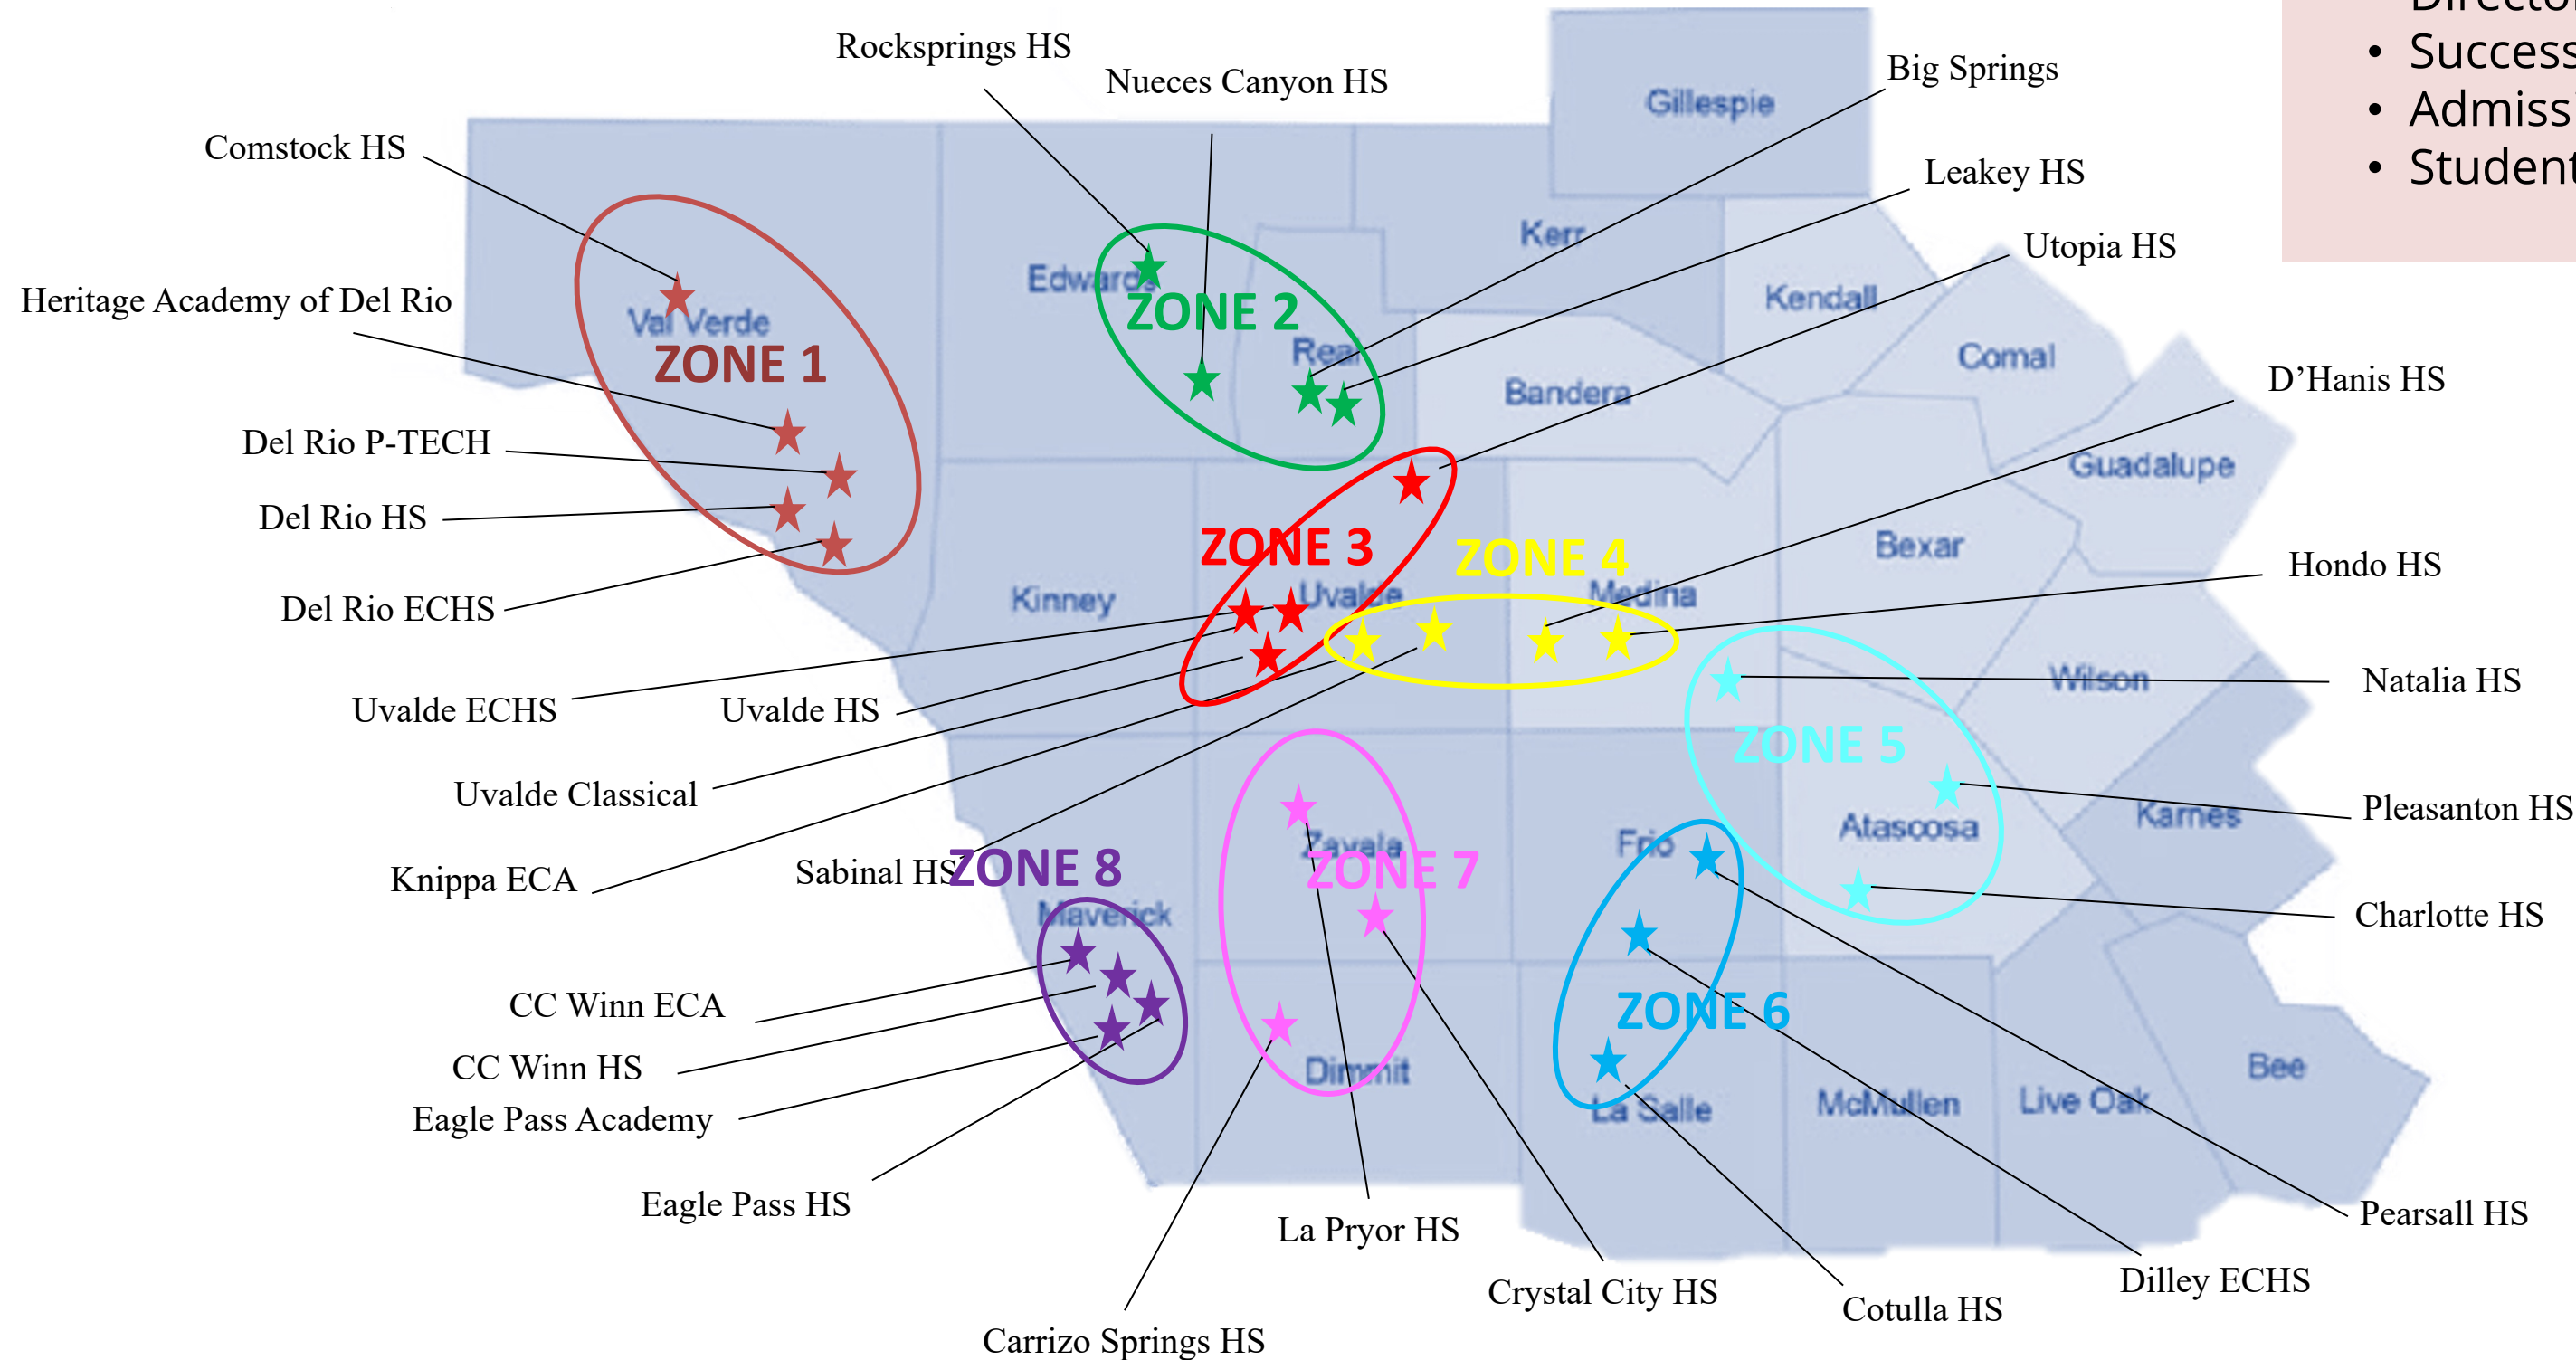 • Success
• Admiss
• Student
Rocksprings HS
Nueces Canyon HS
Big Springs
Gillespie
Comstock HS
Leakey HS
Kerr
Utopia HS
Edwards
Heritage Academy of Del Rio
Kendall
ZONE 2
Val Verde
Real
Comal
ZONE 1
D’Hanis HS
Bandera
Del Rio P-TECH
Guadalupe
Del Rio HS
ZONE 3
ZONE 4
Bexar
Hondo HS
Kinney
Uvalde
Medina
Del Rio ECHS
Wilson
Natalia HS
Uvalde ECHS
Uvalde HS
ZONE 5
Uvalde Classical
Pleasanton HS
Karnes
Atascosa
Zavala
Frio
Knippa ECA
Sabinal HS
ZONE 8
ZONE 7
Maverick
Charlotte HS
CC Winn ECA
ZONE 6
CC Winn HS
Dimmit
Bee
La Salle
McMullen
Live Oak
Eagle Pass Academy
Eagle Pass HS
La Pryor HS
Pearsall HS
Crystal City HS
Dilley ECHS
Cotulla HS
Carrizo Springs HS